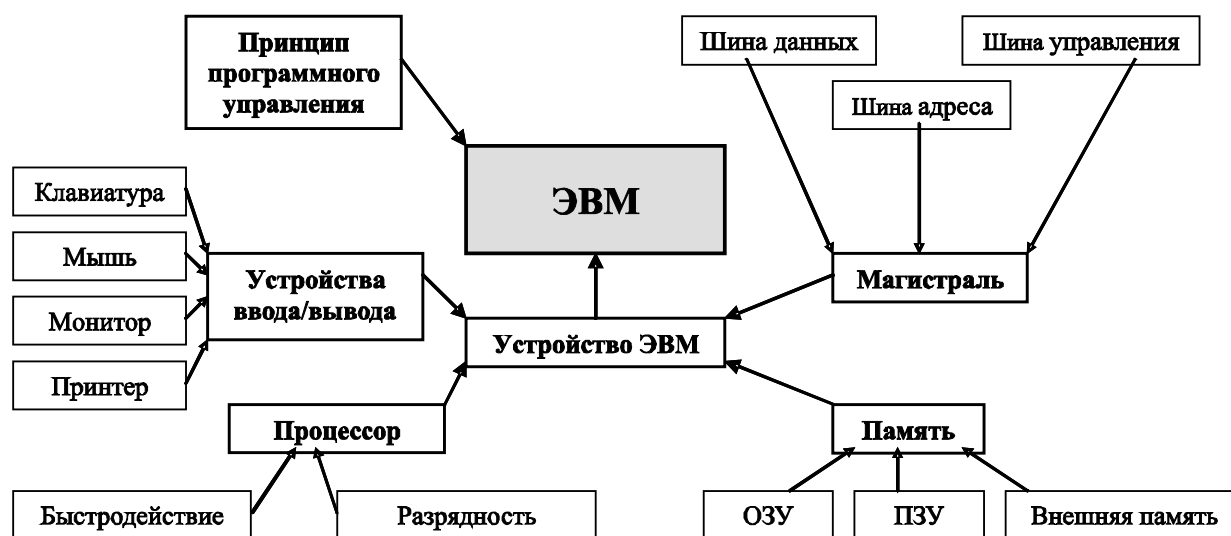 Принцип
программного
управления
Шина данных
Шина управления
Шина адреса
ЭВМ
Клавиатура
Мышь
Монитор
Принтер
Устройства
ввода/вывода
Магистраль
Устройство ЭВМ
Процессор
Память
Быстродействие
Разрядность
ОЗУ
ПЗУ
Внешняя память